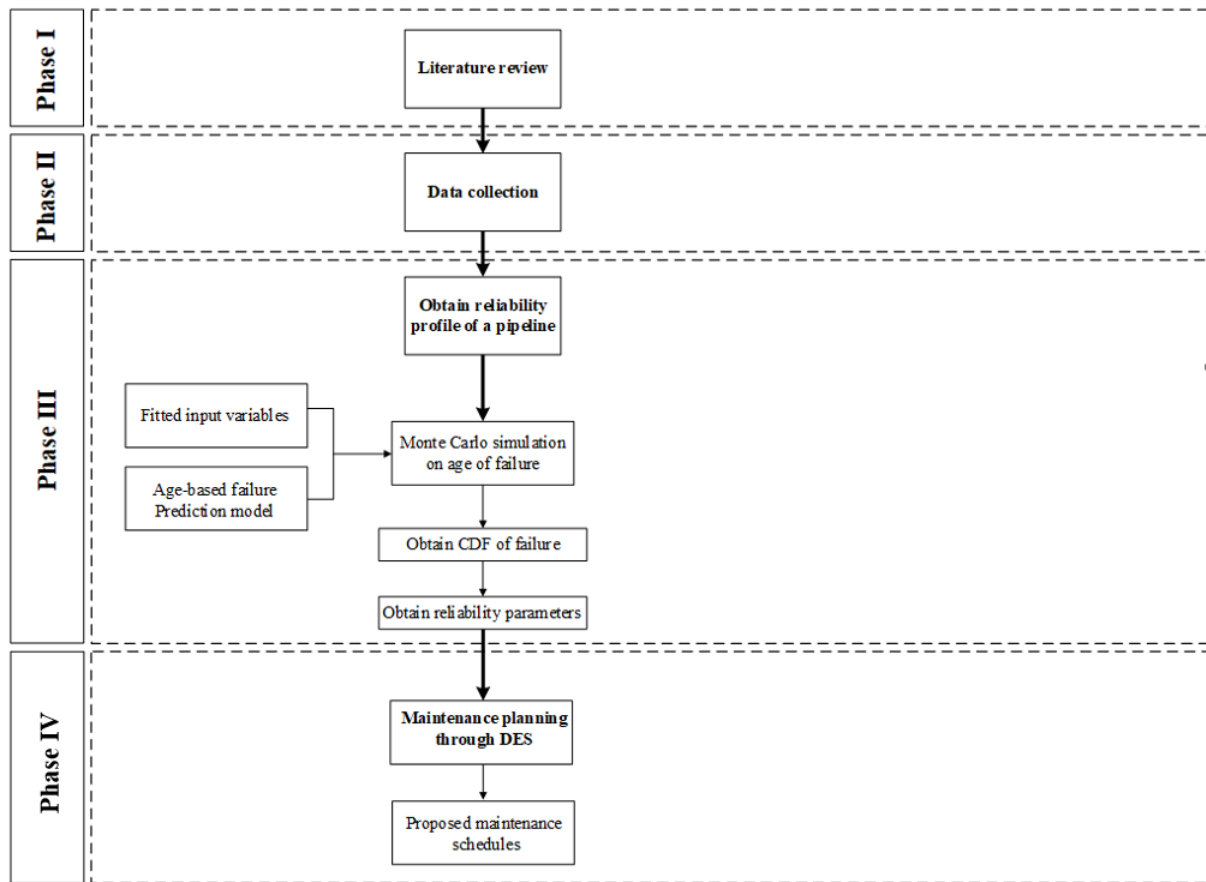 Phase I
Literature review
Phase II
Data collection
Phase III
Obtain reliability
profile of a pipeline
Fitted input variables
Age-based failure
Prediction model
Monte Carlo simulation
on age of failure
Obtain CDF of failure
Obtain reliability parameters
Phase IV
Maintenance planning
through DES
Proposed maintenance
schedules